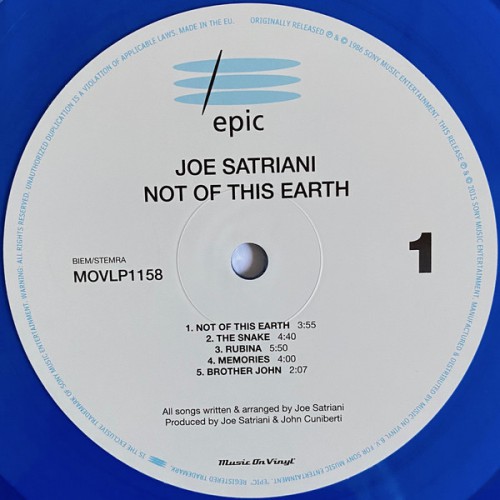 epic
JOE SATRIANI
NOT OF THIS EARTH
BIEM/STEMRA
MOVLP1158
1
1. NOT OF THIS EARTH 3:55
2. THE SNAKE 4:40
3. RUBINA 5:50
4. MEMORIES 4:00
5. BROTHER JOHN 2:07
All songs written & arranged by Joe Satriani
Produced by Joe Satriani & John Cuniberti
Music On Vinyl
ORIGINALLY RELEASED ℗ & © 1986 SONY MUSIC ENTERTAINMENT. THIS RELEASE ℗ & © 2015 SONY MUSIC ENTERTAINMENT. MANUFACTURED & DISTRIBUTED BY MUSIC ON VINYL B.V. FOR SONY MUSIC ENTERTAINMENT. "EPIC", REGISTERED TRADEMARK. IS THE EXCLUSIVE TRADEMARK OF SONY MUSIC ENTERTAINMENT. WARNING: ALL RIGHTS RESERVED. UNAUTHORIZED DUPLICATION IS A VIOLATION OF APPLICABLE LAWS. MADE IN THE EU.